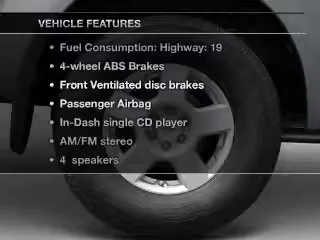 VEHICLE FEATURES
• Fuel Consumption: Highway: 19
• 4-wheel ABS Brakes
• Front Ventilated disc brakes
• Passenger Airbag
• In-Dash single CD player
• AM/FM stereo
• 4 speakers